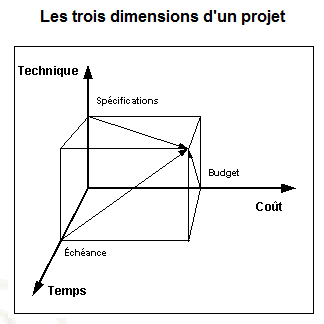 Les trois dimensions d'un projet
Technique
Spécifications
Budget
Coût
Échéance
Temps